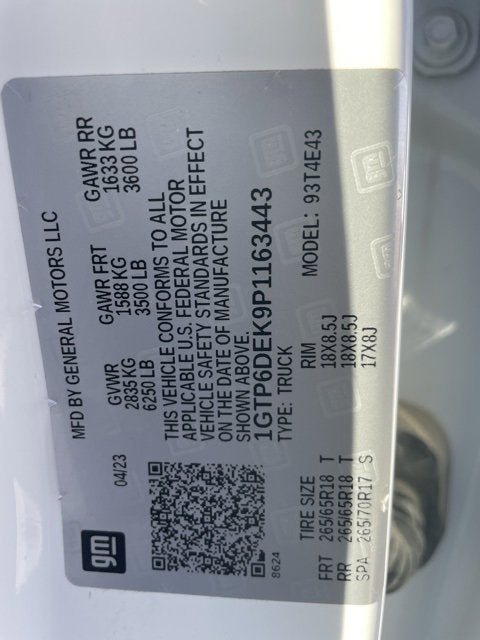 gm
MFD BY GENERAL MOTORS LLC
04/23
GVWR GAWR FRT GAWR RR
2835 KG 1588 KG 1633 KG
6250 LB 3500 LB 3600 LB
THIS VEHICLE CONFORMS TO ALL
APPLICABLE U.S. FEDERAL MOTOR
VEHICLE SAFETY STANDARDS IN EFFECT
ON THE DATE OF MANUFACTURE
SHOWN ABOVE.
1GTP6DEK9P1163443
TYPE: TRUCK MODEL: 93T4E43
8624
TIRE SIZE RIM
FRT 265/65R18 T 18X8.5J
RR 265/65R18 T 18X8.5J
SPA 265/70R17 S 17X8J